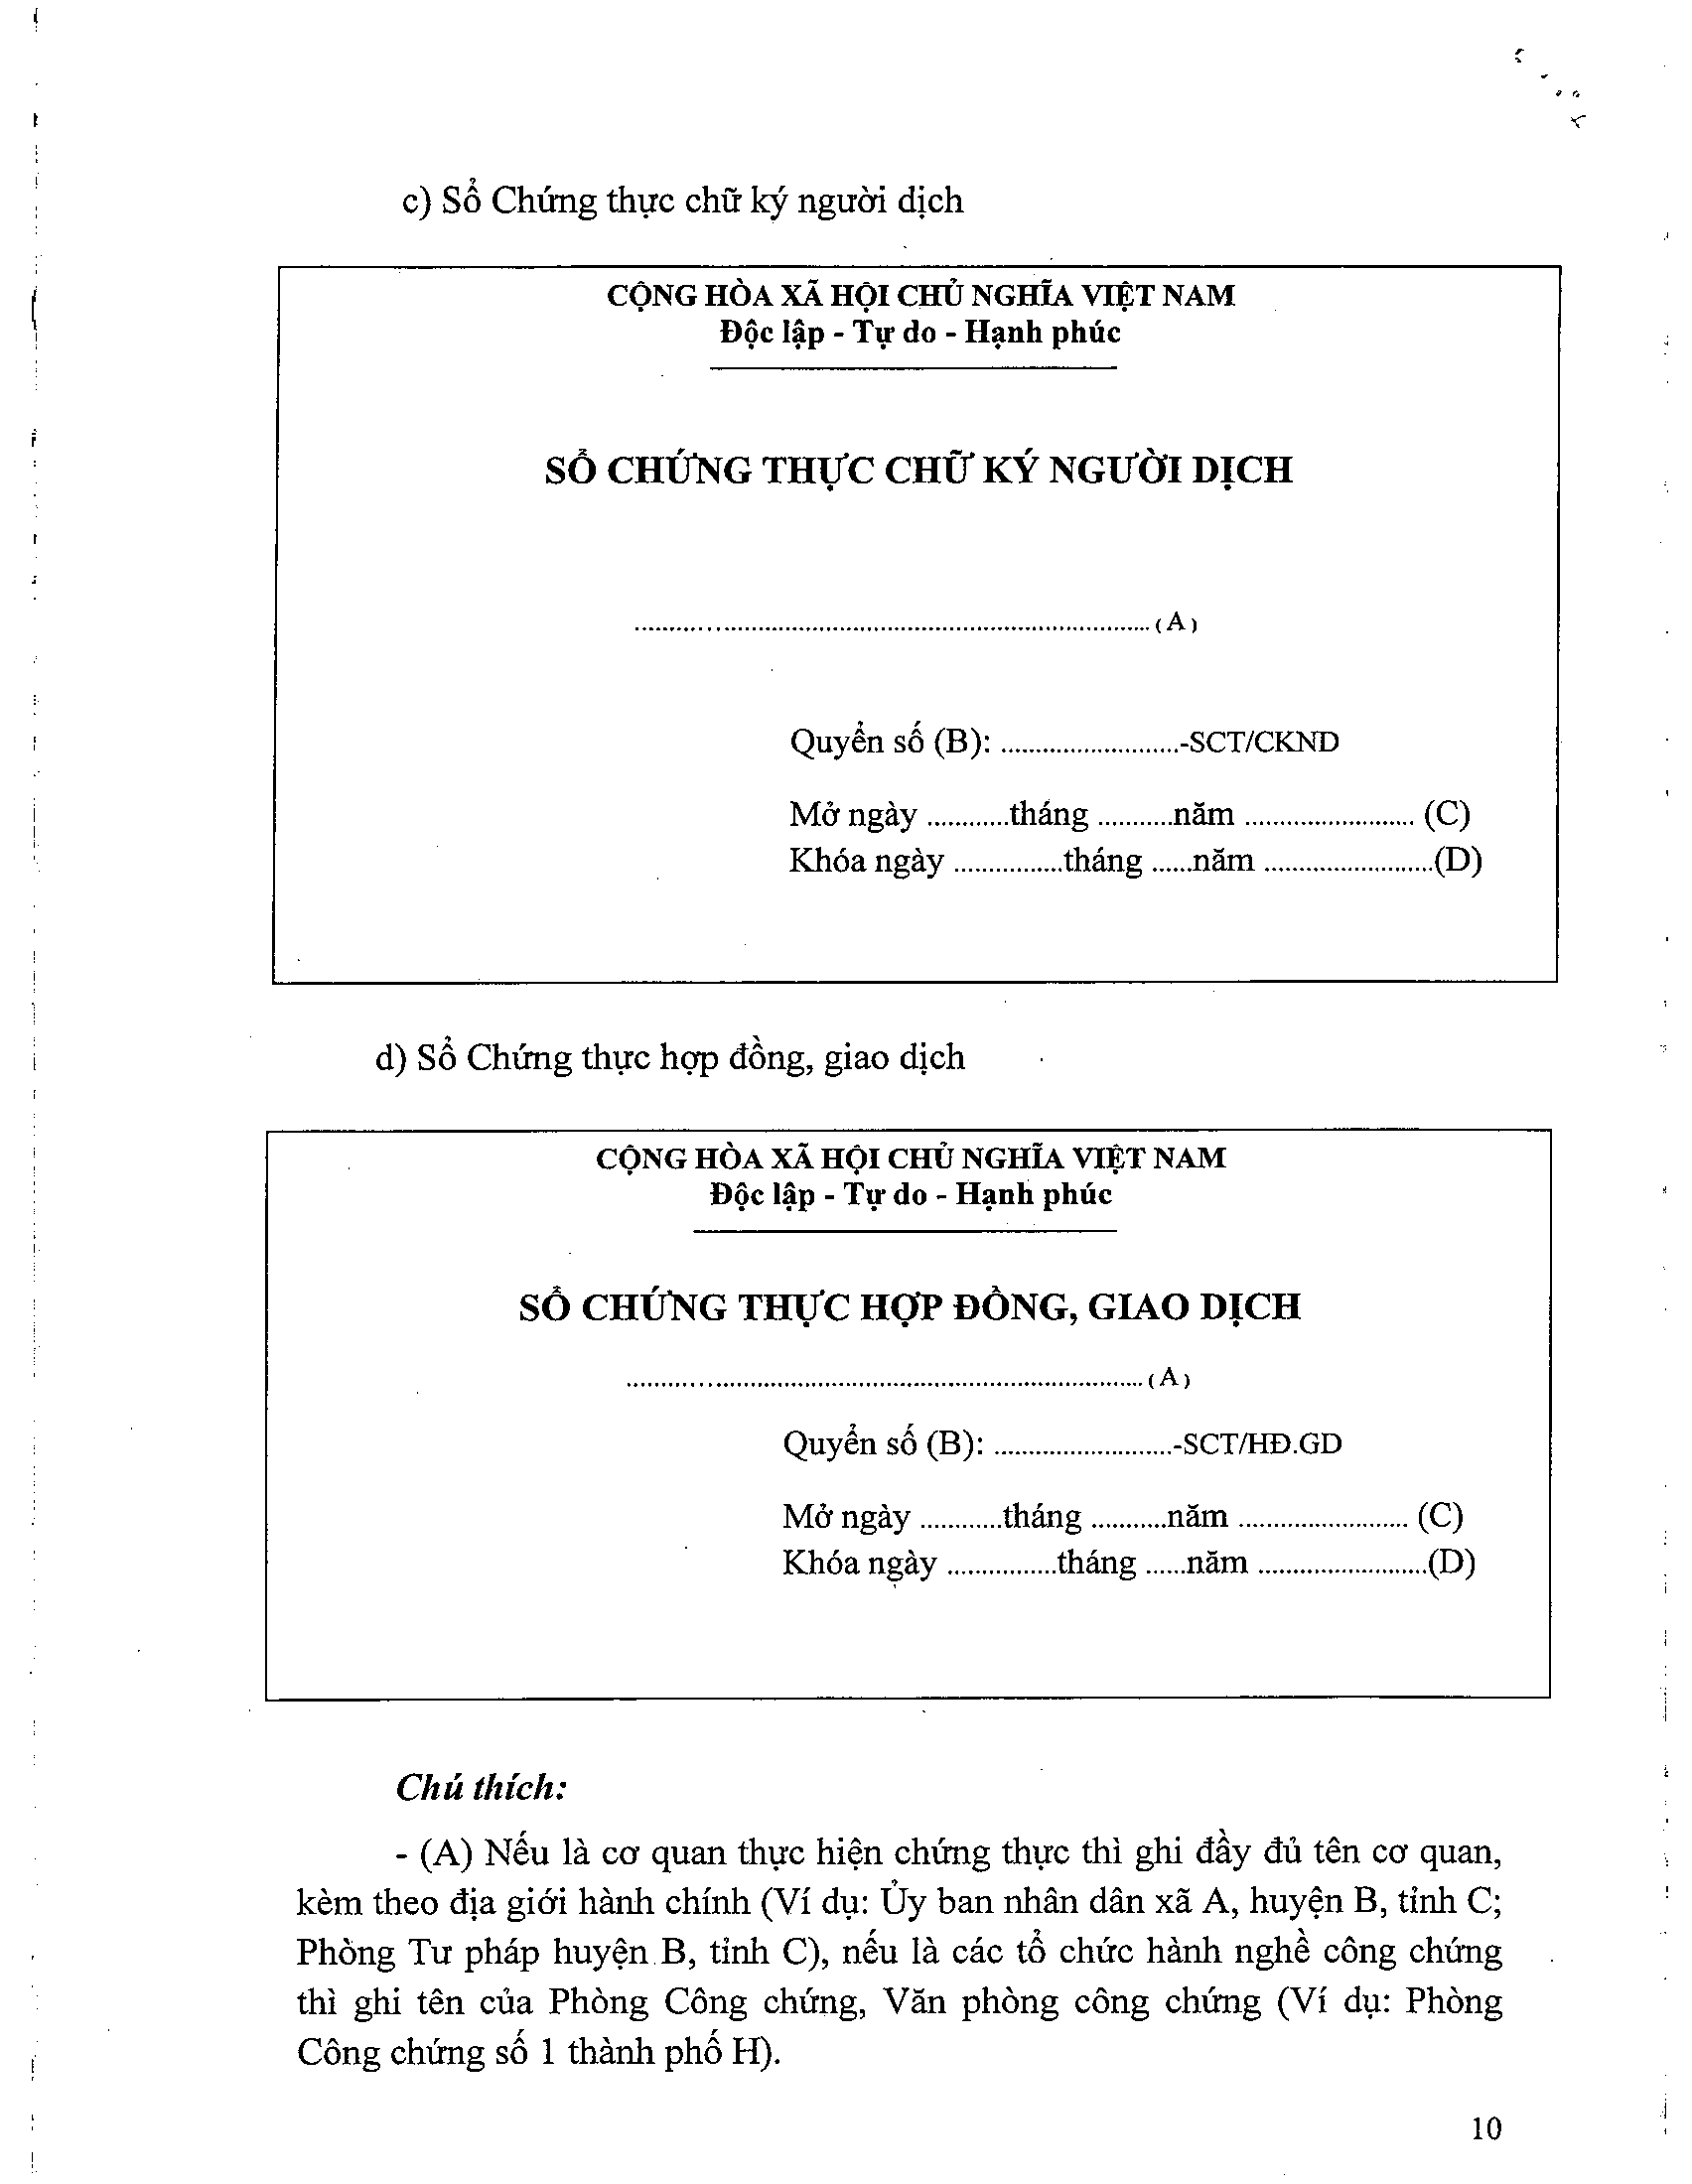 c) Sổ Chứng thực chữ ký người dịch
CỘNG HÒA XÃ HỘI CHỦ NGHĨA VIỆT NAM
Độc lập - Tự do - Hạnh phúc
SỔ CHỨNG THỰC CHỮ KÝ NGƯỜI DỊCH
..............................................................................(A)
Quyển số (B): ..........................-SCT/CKND
Mở ngày ............tháng ...........năm ........................ (C)
Khóa ngày ................tháng ......năm .........................(D)
d) Sổ Chứng thực hợp đồng, giao dịch
CỘNG HÒA XÃ HỘI CHỦ NGHĨA VIỆT NAM
Độc lập - Tự do - Hạnh phúc
SỔ CHỨNG THỰC HỢP ĐỒNG, GIAO DỊCH
..............................................................................(A)
Quyển số (B): ..........................-SCT/HĐ.GD
Mở ngày ............tháng ...........năm ........................ (C)
Khóa ngày ................tháng ......năm .........................(D)
Chú thích:
- (A) Nếu là cơ quan thực hiện chứng thực thì ghi đầy đủ tên cơ quan,
kèm theo địa giới hành chính (Ví dụ: Ủy ban nhân dân xã A, huyện B, tỉnh C;
Phòng Tư pháp huyện B, tỉnh C), nếu là các tổ chức hành nghề công chứng
thì ghi tên của Phòng Công chứng, Văn phòng công chứng (Ví dụ: Phòng
Công chứng số 1 thành phố H).
10